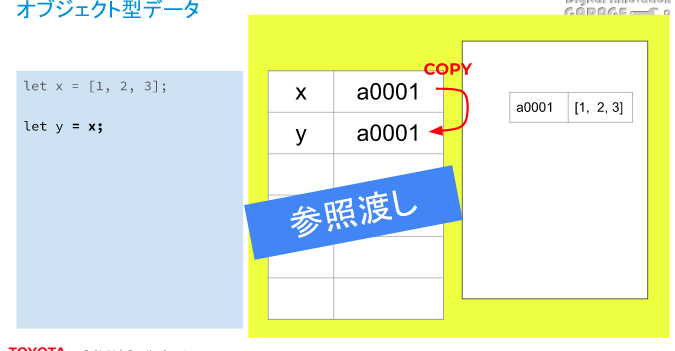 オブジェクト型データ
GARAGE
let x = [1, 2, 3];
let y = x;
COPY
x a0001
y a0001
a0001 [1, 2, 3]
参照渡し
TOYOTA